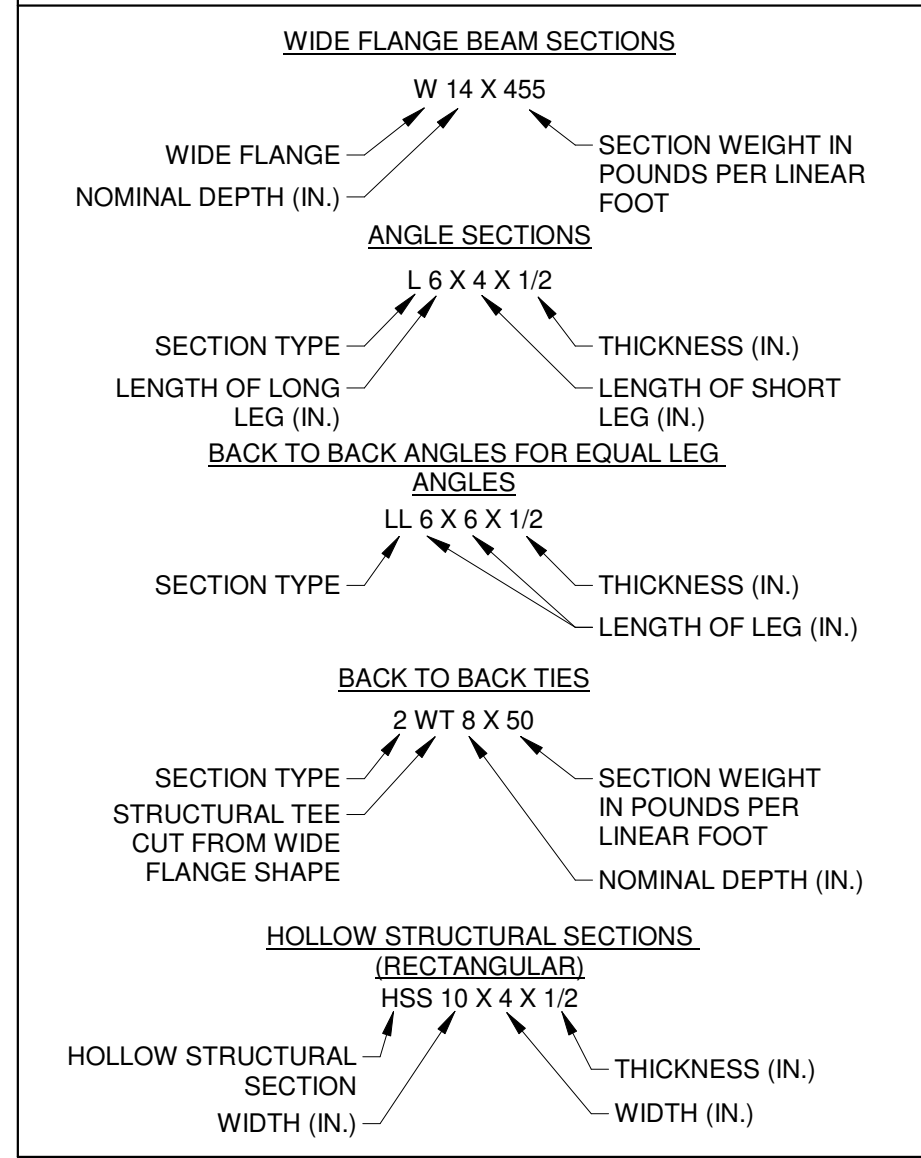 WIDE FLANGE BEAM SECTIONS
W 14 X 455
WIDE FLANGE
NOMINAL DEPTH (IN.)
SECTION WEIGHT IN
POUNDS PER LINEAR
FOOT
ANGLE SECTIONS
L 6 X 4 X 1/2
SECTION TYPE
LENGTH OF LONG
LEG (IN.)
THICKNESS (IN.)
LENGTH OF SHORT
LEG (IN.)
BACK TO BACK ANGLES FOR EQUAL LEG
ANGLES
LL 6 X 6 X 1/2
SECTION TYPE
THICKNESS (IN.)
LENGTH OF LEG (IN.)
BACK TO BACK TIES
2 WT 8 X 50
SECTION TYPE
STRUCTURAL TEE
CUT FROM WIDE
FLANGE SHAPE
SECTION WEIGHT
IN POUNDS PER
LINEAR FOOT
NOMINAL DEPTH (IN.)
HOLLOW STRUCTURAL SECTIONS
(RECTANGULAR)
HSS 10 X 4 X 1/2
HOLLOW STRUCTURAL
SECTION
WIDTH (IN.)
THICKNESS (IN.)
WIDTH (IN.)